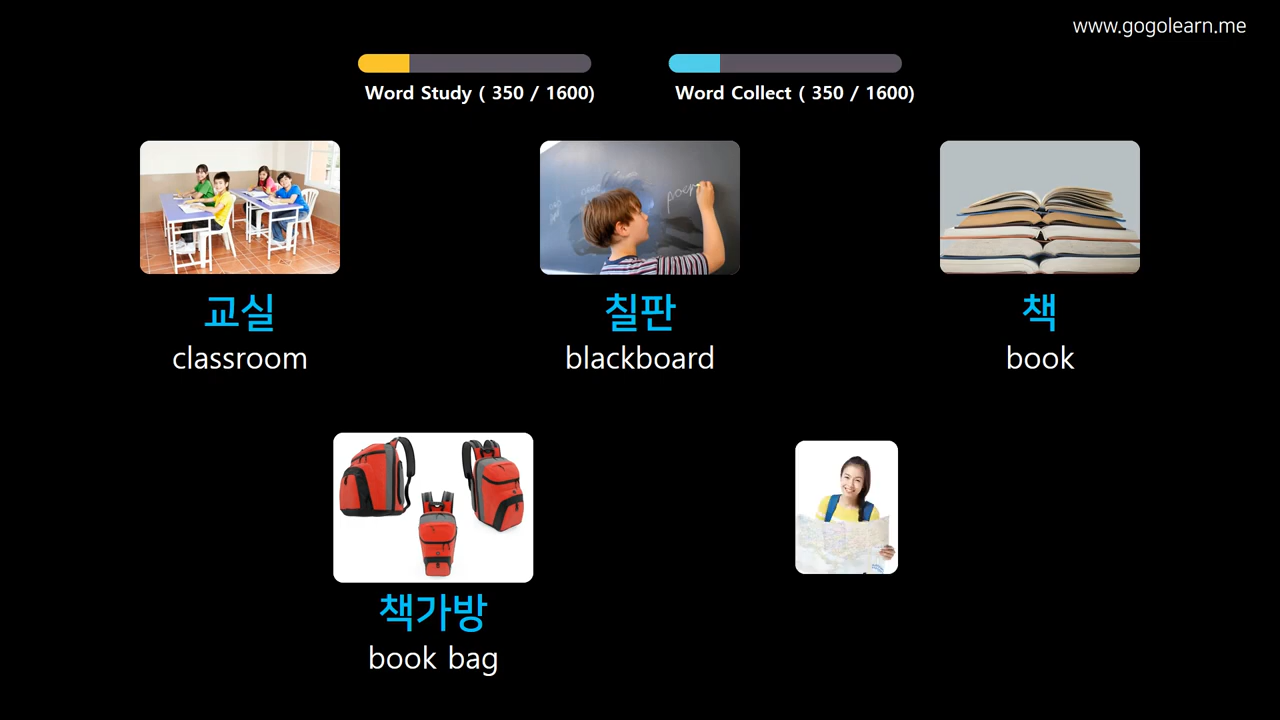 www.gogolearn.me
Word Study ( 350 / 1600)
Word Collect ( 350 / 1600)
교실
classroom
칠판
blackboard
책
book
책가방
book bag